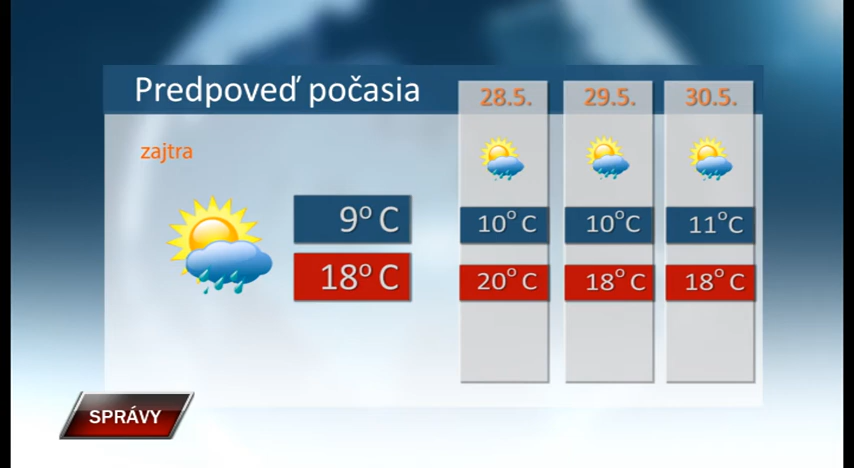 Predpoveď počasia
zajtra
9° C
18° C
28.5. 29.5. 30.5.
10° C 10°C 11°C
20° C 18° C 18° C
SPRÁVY